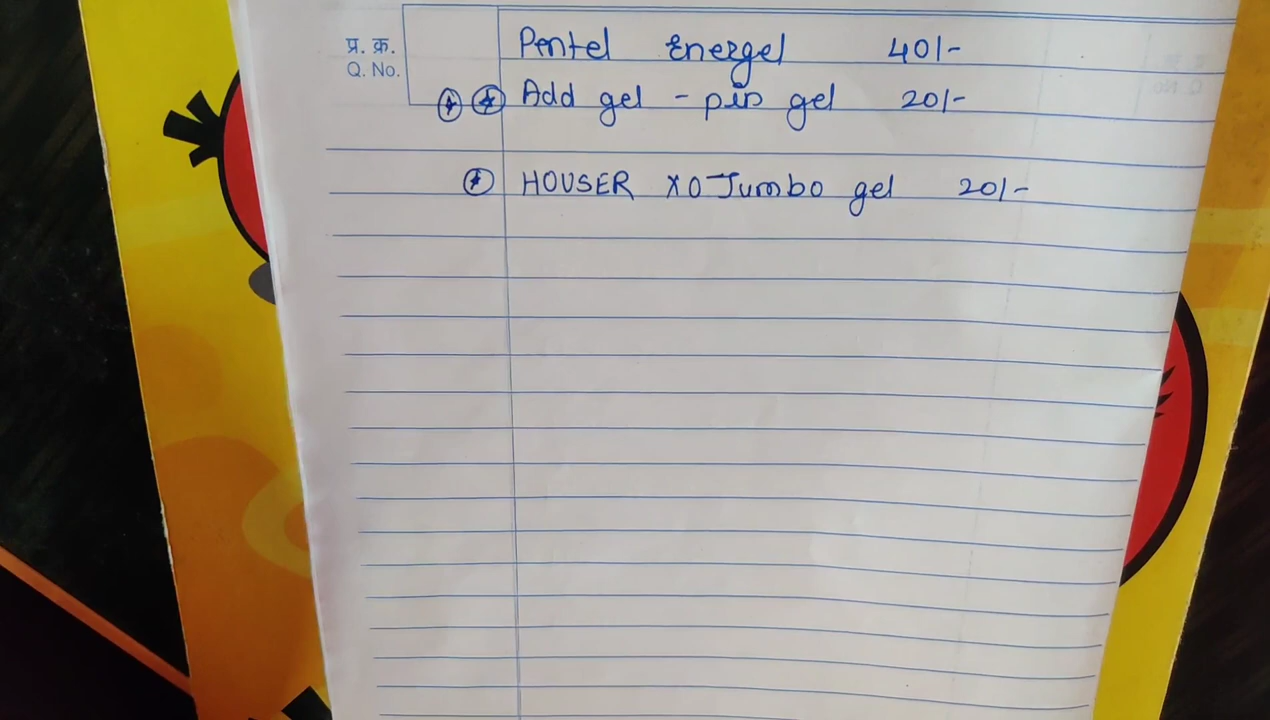 प्र. क्र.
Q. No.
Pentel Energel 40/-
Add gel - pin gel 20/-
HOUSER XO Jumbo gel 20/-